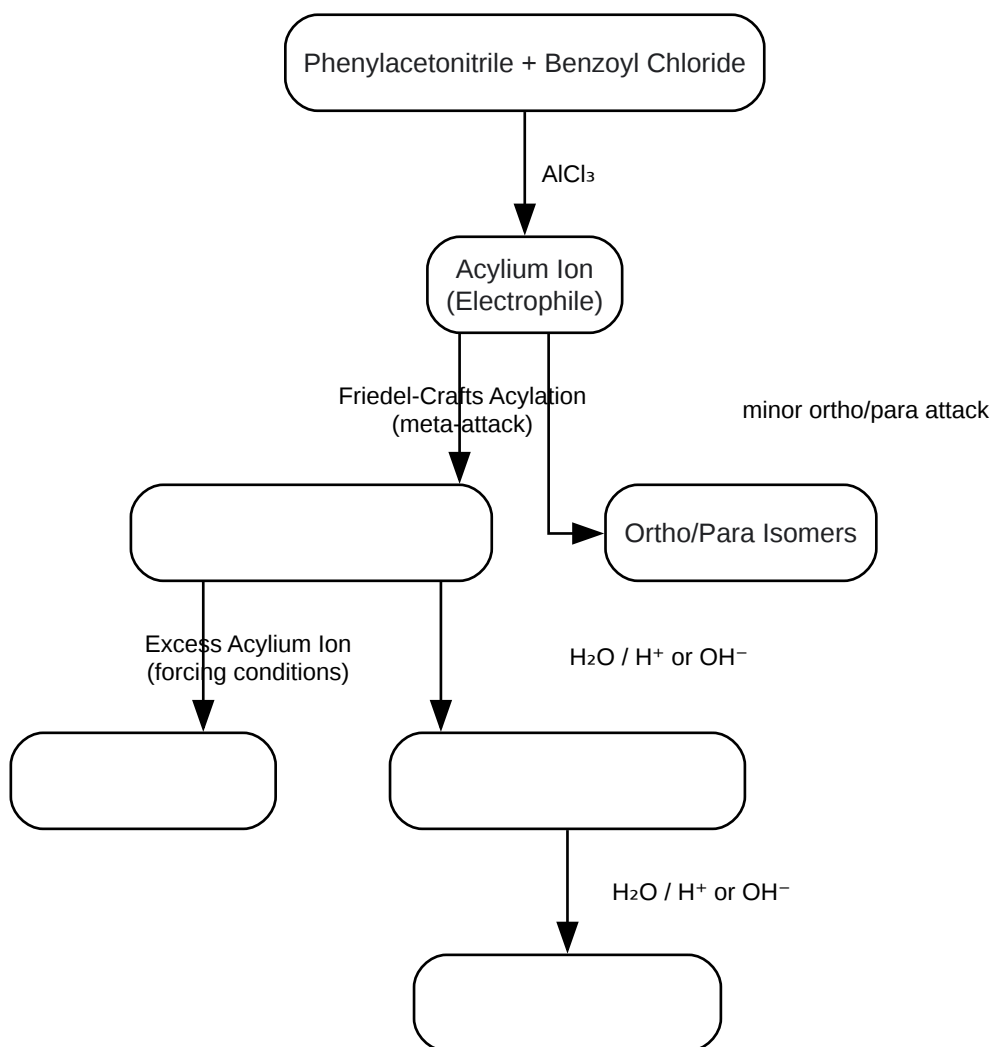 Phenylacetonitrile + Benzoyl Chloride
AlCl₃
Acylium Ion
(Electrophile)
Friedel-Crafts Acylation
(meta-attack)
minor ortho/para attack
Ortho/Para Isomers
Excess Acylium Ion
(forcing conditions)
H₂O / H⁺ or OH⁻
H₂O / H⁺ or OH⁻